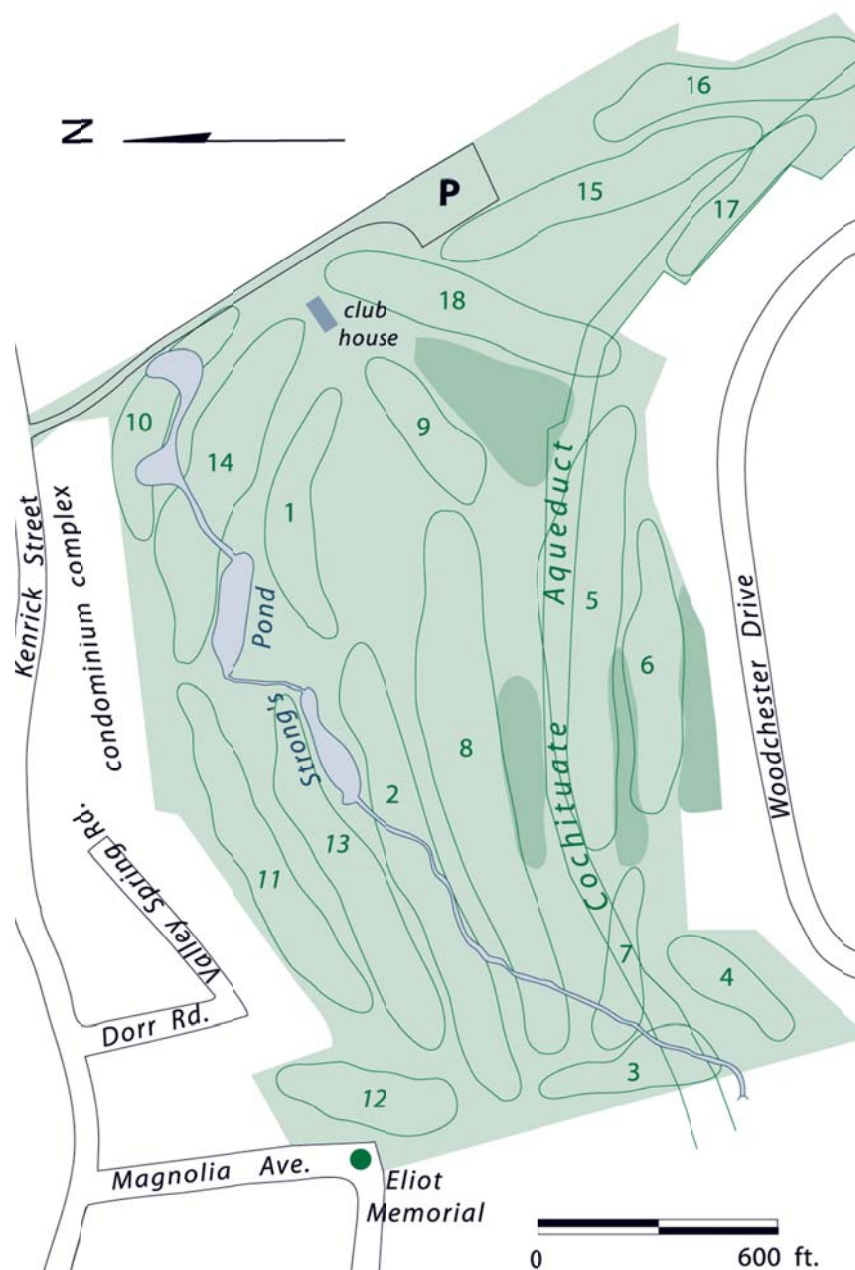 16
N
P
15
17
18
club
house
10
9
14
1
Kenrick Street
condominium complex
Cochituate Aqueduct
5
Woodchester Drive
Strong's Pond
6
8
2
13
11
Valley Spring Rd.
7
4
Dorr Rd.
3
12
Magnolia Ave.
Eliot
Memorial
0 600 ft.